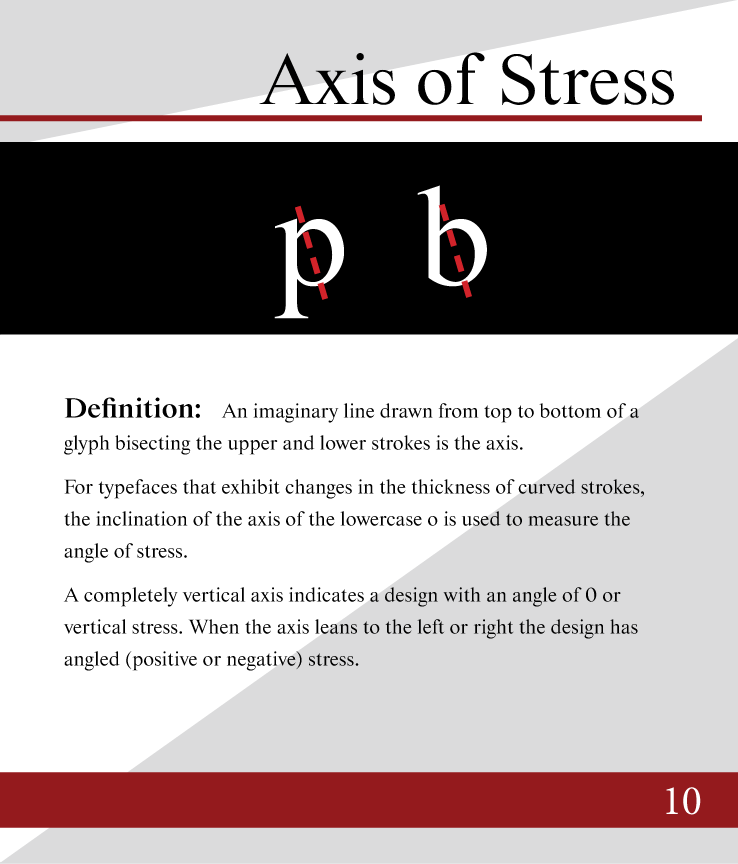 Axis of Stress
p b
Definition: An imaginary line drawn from top to bottom of a
glyph bisecting the upper and lower strokes is the axis.
For typefaces that exhibit changes in the thickness of curved strokes,
the inclination of the axis of the lowercase o is used to measure the
angle of stress.
A completely vertical axis indicates a design with an angle of 0 or
vertical stress. When the axis leans to the left or right the design has
angled (positive or negative) stress.
10